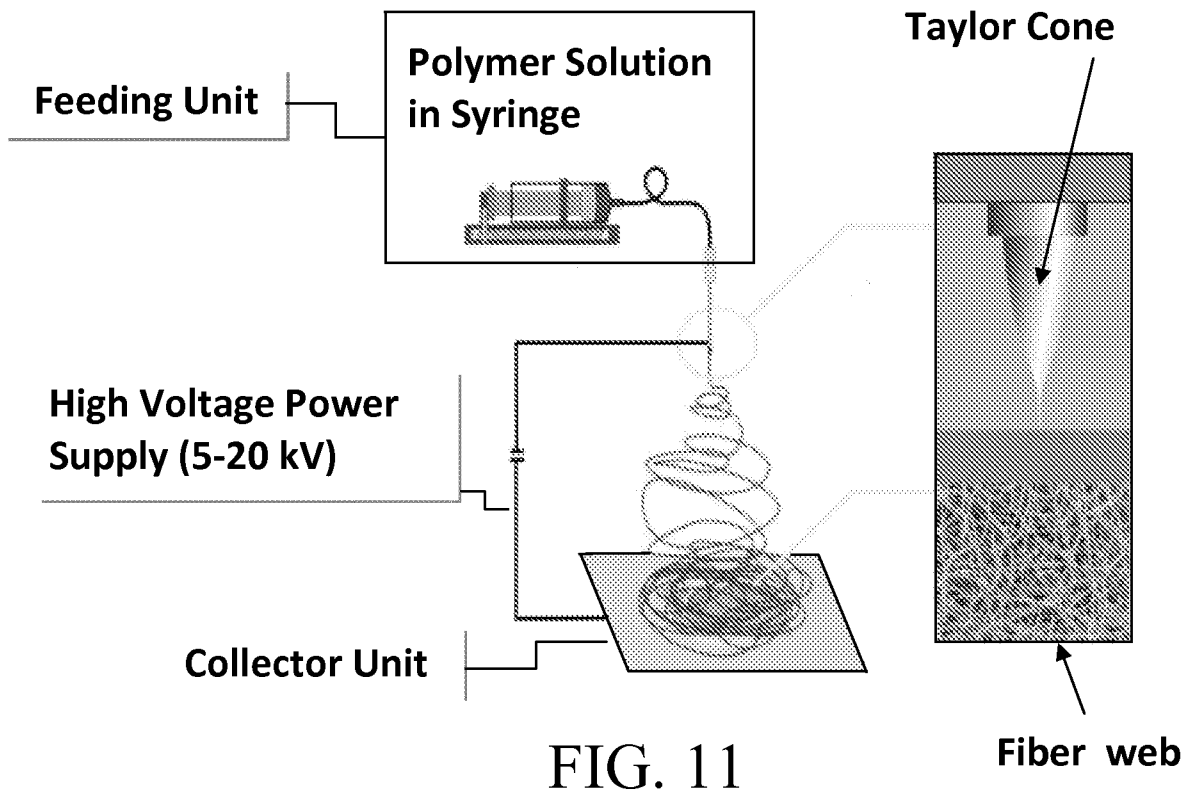 Taylor Cone
Polymer Solution
in Syringe
Feeding Unit
High Voltage Power
Supply (5-20 kV)
Collector Unit
Fiber web
FIG. 11